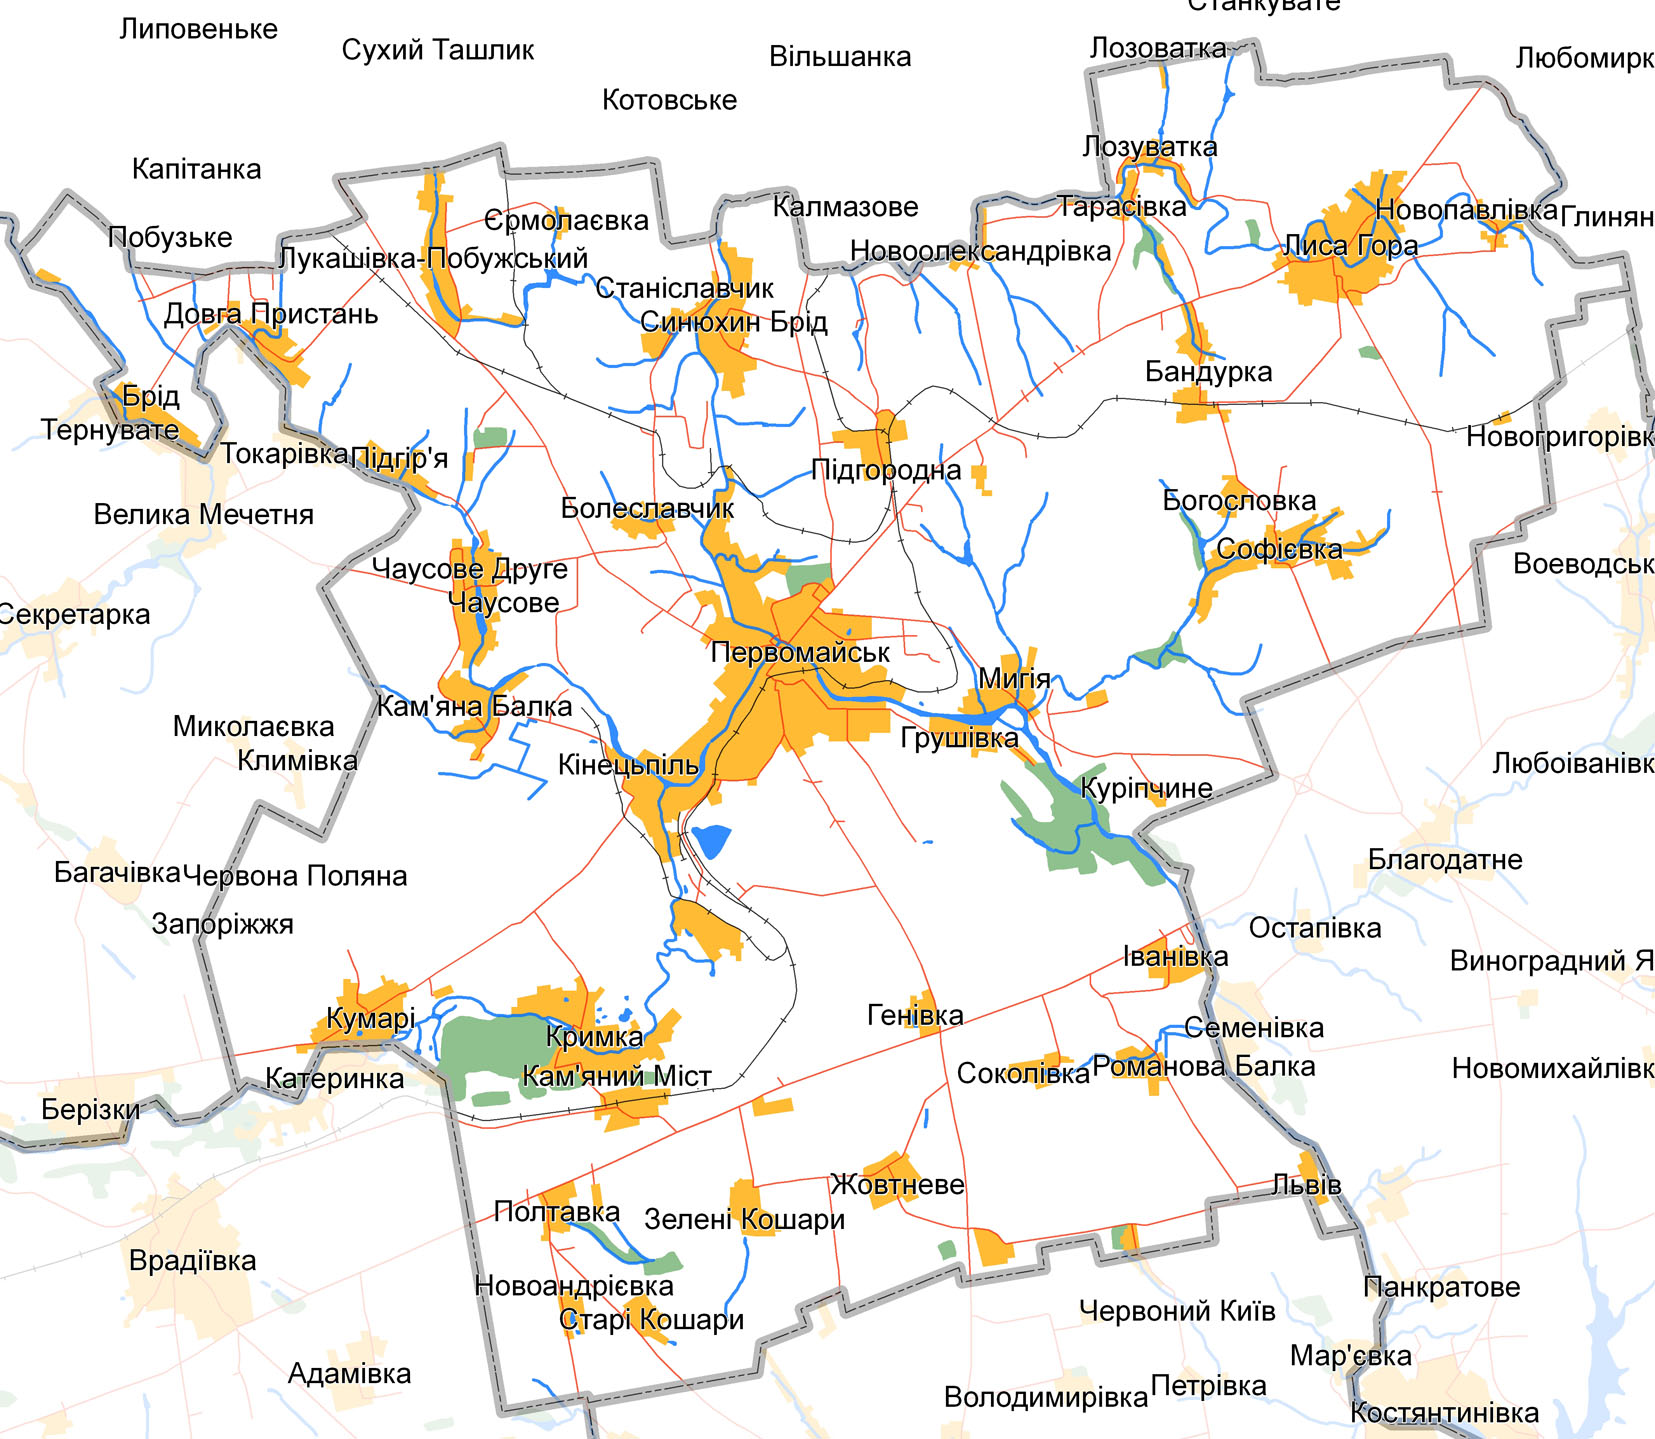 Станкувате
Липовеньке
Сухий Ташлик
Вільшанка
Лозоватка
Любомирк
Котовське
Капітанка
Лозуватка
Побузьке
Єрмолаєвка
Калмазове
Тарасівка
Новопавлівка
Глинян
Лукашівка-Побужський
Новоолександрівка
Лиса Гора
Станіславчик
Довга Пристань
Синюхин Брід
Бандурка
Брід
Тернувате
Токарівка
Підгір'я
Підгородна
Новогригорівк
Велика Мечетня
Болеславчик
Богословка
Софієвка
Чаусове Друге
Воеводськ
Чаусове
Секретарка
Первомайськ
Мигія
Кам'яна Балка
Миколаєвка
Климівка
Грушівка
Кінецьпіль
Любоіванівк
Куріпчине
Багачівка
Червона Поляна
Благодатне
Запоріжжя
Остапівка
Іванівка
Виноградний Я
Кумарі
Генівка
Семенівка
Кримка
Катеринка
Кам'яний Міст
Соколівка
Романова Балка
Новомихайлівк
Берізки
Жовтневе
Львів
Полтавка
Зелені Кошари
Врадіївка
Новоандрієвка
Панкратове
Старі Кошари
Червоний Київ
Мар'євка
Адамівка
Володимирівка
Петрівка
Костянтинівка